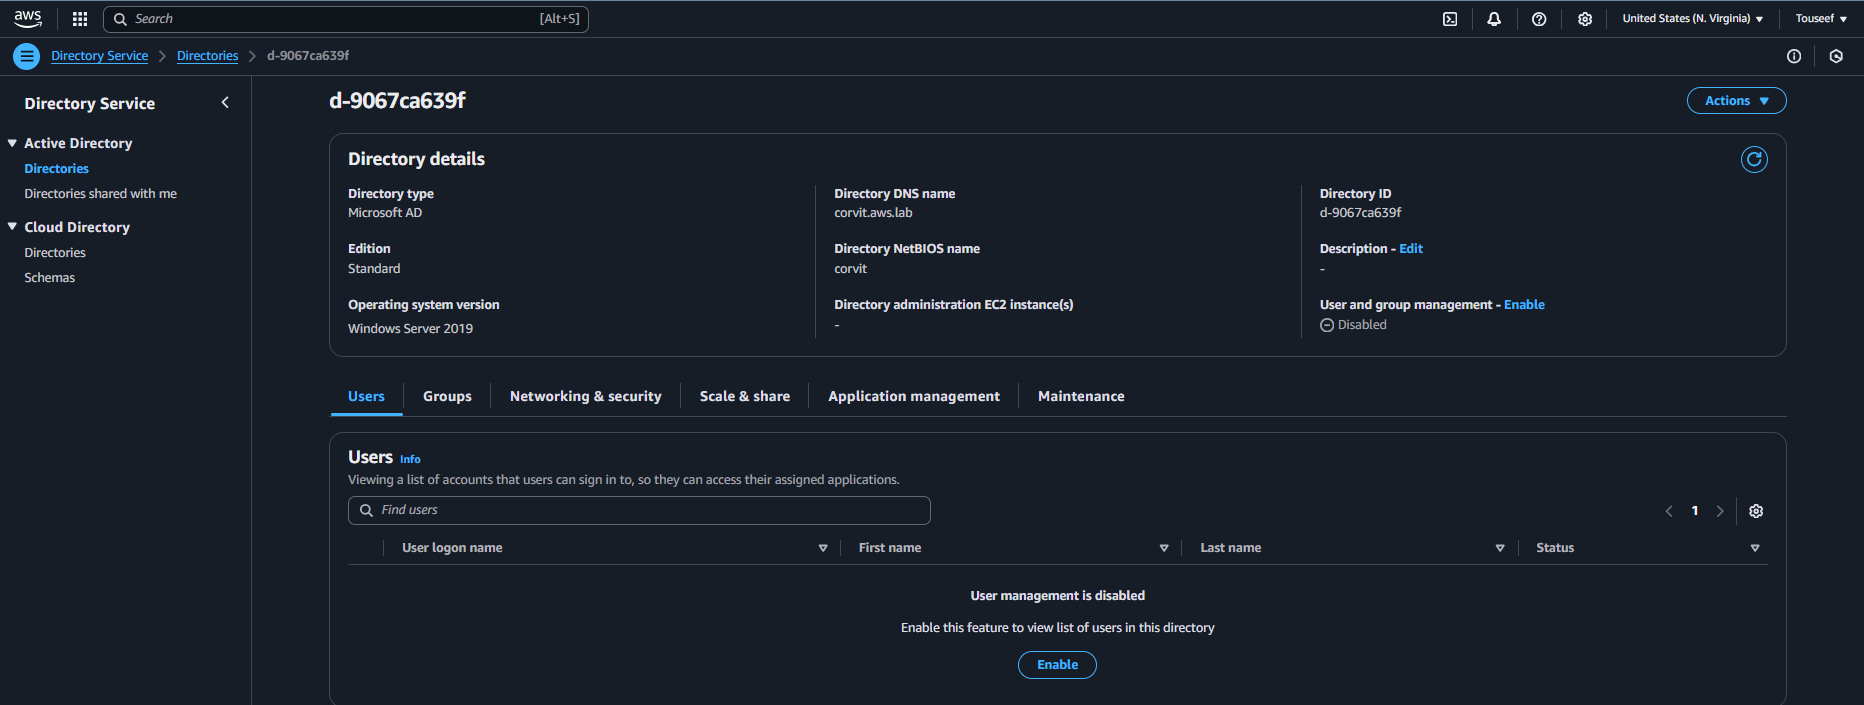 aws
Search [Alt+S]
United States (N. Virginia) Touseef
Directory Service Directories d-9067ca639f
Directory Service
Active Directory
Directories
Directories shared with me
Cloud Directory
Directories
Schemas
d-9067ca639f
Actions
Directory details
Directory type
Microsoft AD
Edition
Standard
Operating system version
Windows Server 2019
Directory DNS name
corvit.aws.lab
Directory NetBIOS name
corvit
Directory administration EC2 instance(s)
-
Directory ID
d-9067ca639f
Description - Edit
-
User and group management - Enable
Disabled
Users Groups Networking & security Scale & share Application management Maintenance
Users Info
Viewing a list of accounts that users can sign in to, so they can access their assigned applications.
Find users
1
User logon name First name Last name Status
User management is disabled
Enable this feature to view list of users in this directory
Enable